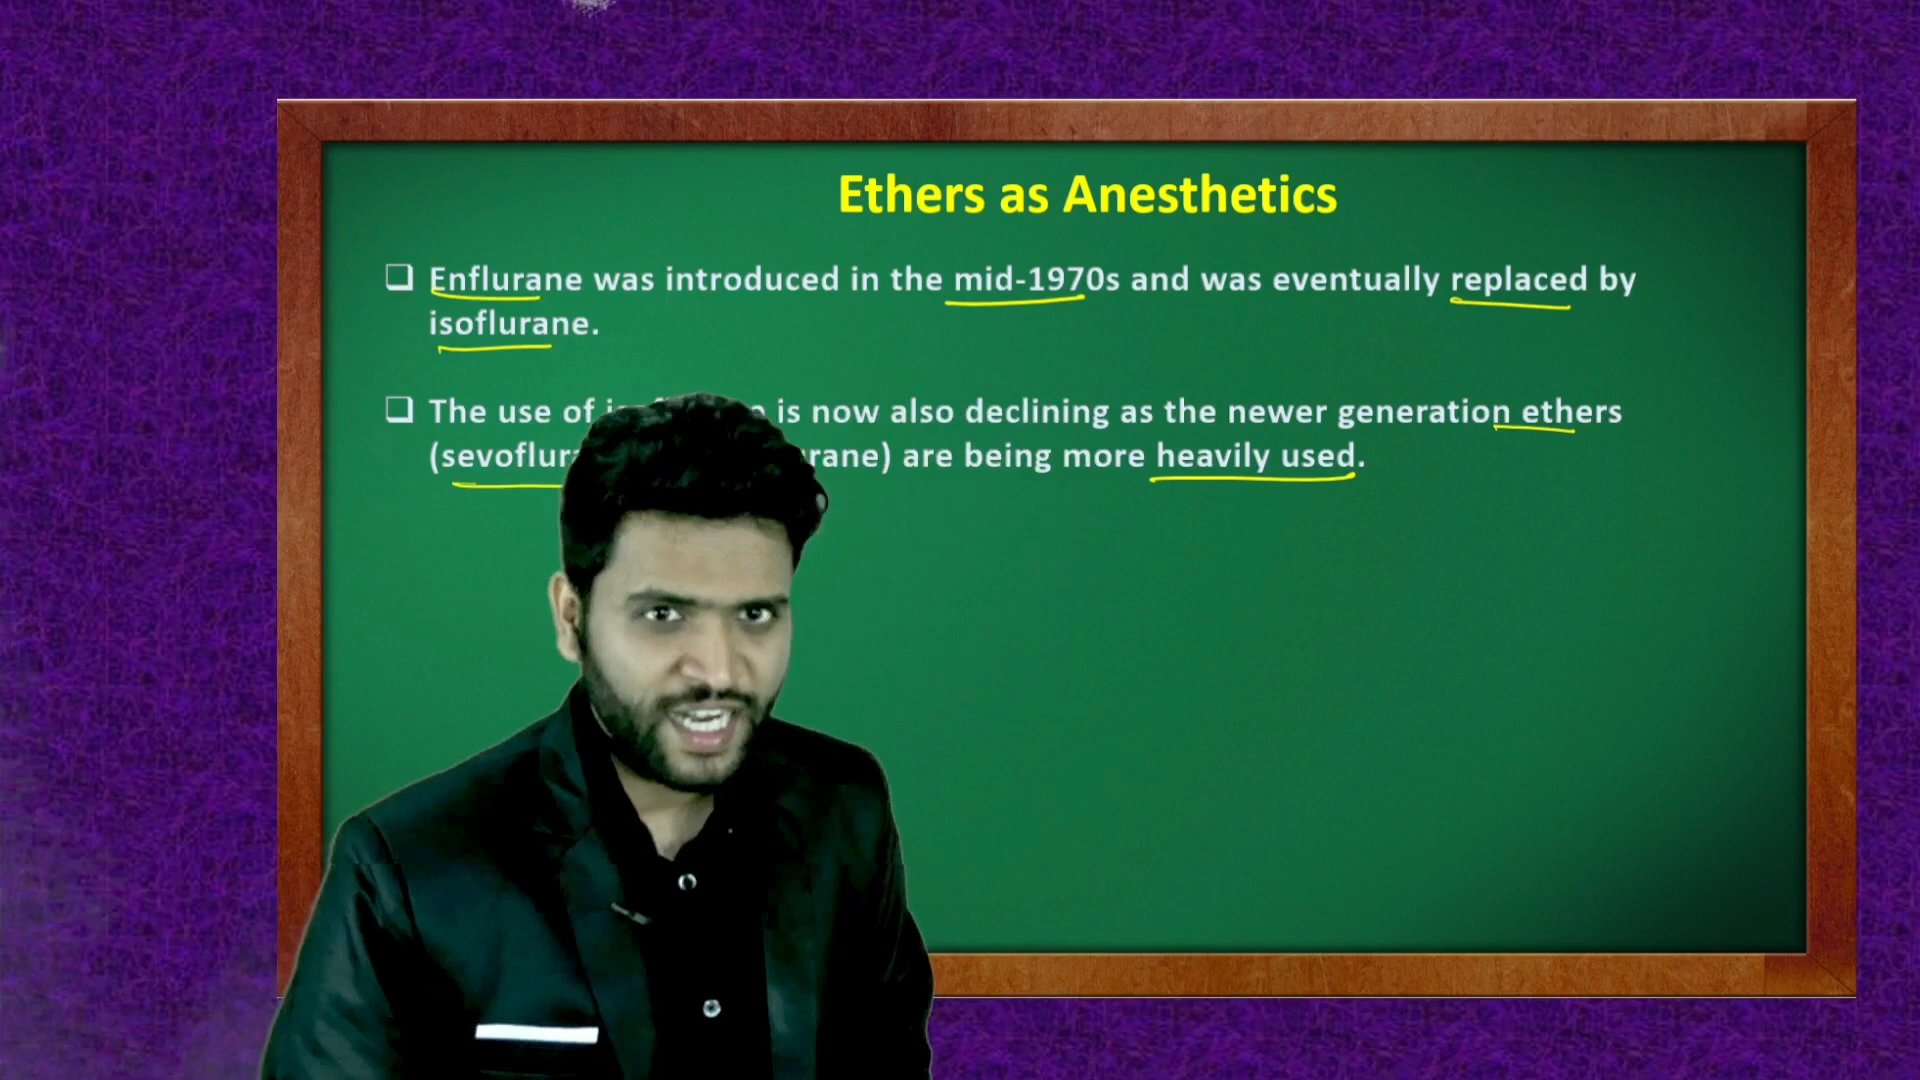 Ethers as Anesthetics
❑ Enflurane was introduced in the mid-1970s and was eventually replaced by
isoflurane.
❑ The use of is now also declining as the newer generation ethers
(sevoflur rane) are being more heavily used.